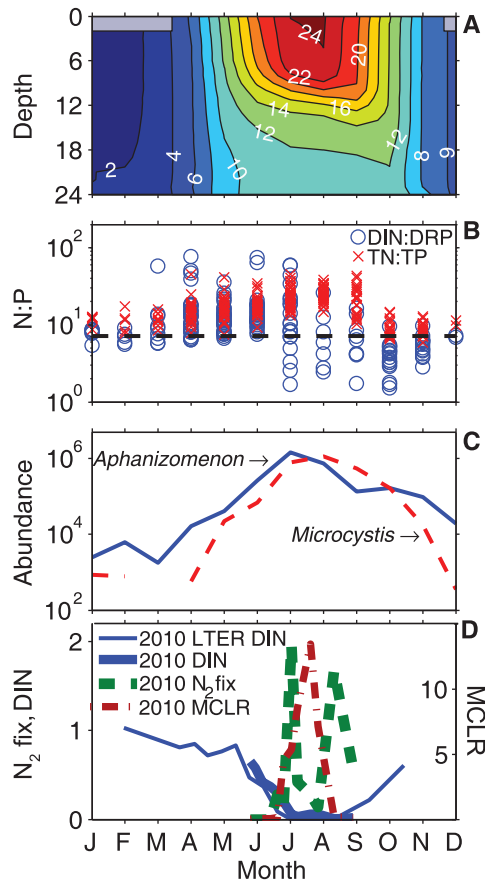 A
0
6
12
18
24
Depth
24
22
20
16
14
12
12
10
8
9
6
4
2
B
DIN:DRP
TN:TP
10²
10¹
10⁰
N:P
C
Aphanizomenon→
Microcystis→
10⁶
10⁴
10²
Abundance
J F M A M J J A S O N D
D
2010 LTER DIN
2010 DIN
2010 N₂fix
2010 MCLR
2
1
0
N₂ fix, DIN
10
5
MCLR
J F M A M J J A S O N D
Month